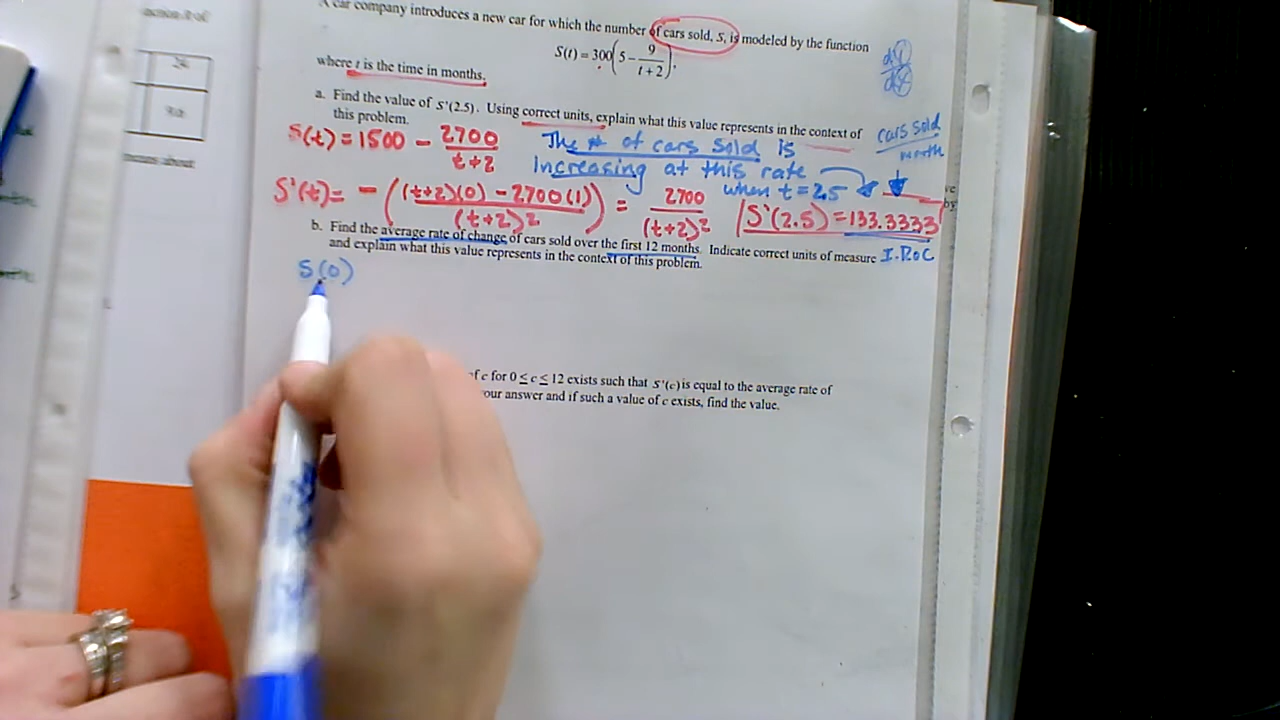 A car company introduces a new car for which the number of cars sold, S, is modeled by the function
S(t) = 300(5 − 9/(t+2)),
where t is the time in months.
a. Find the value of S'(2.5). Using correct units, explain what this value represents in the context of
this problem.
cars sold
month
S(t) = 1500 − 2700/(t+2)
The # of cars sold is
increasing at this rate
when t = 2.5
S'(t) = −(((t+2)(0) − 2700(1))/(t+2)²) = 2700/(t+2)²
S'(2.5) = 133.3333
b. Find the average rate of change of cars sold over the first 12 months. Indicate correct units of measure
I.RoC
and explain what this value represents in the context of this problem.
S(0)
of c for 0 ≤ c ≤ 12 exists such that S'(c) is equal to the average rate of
your answer and if such a value of c exists, find the value.
means about